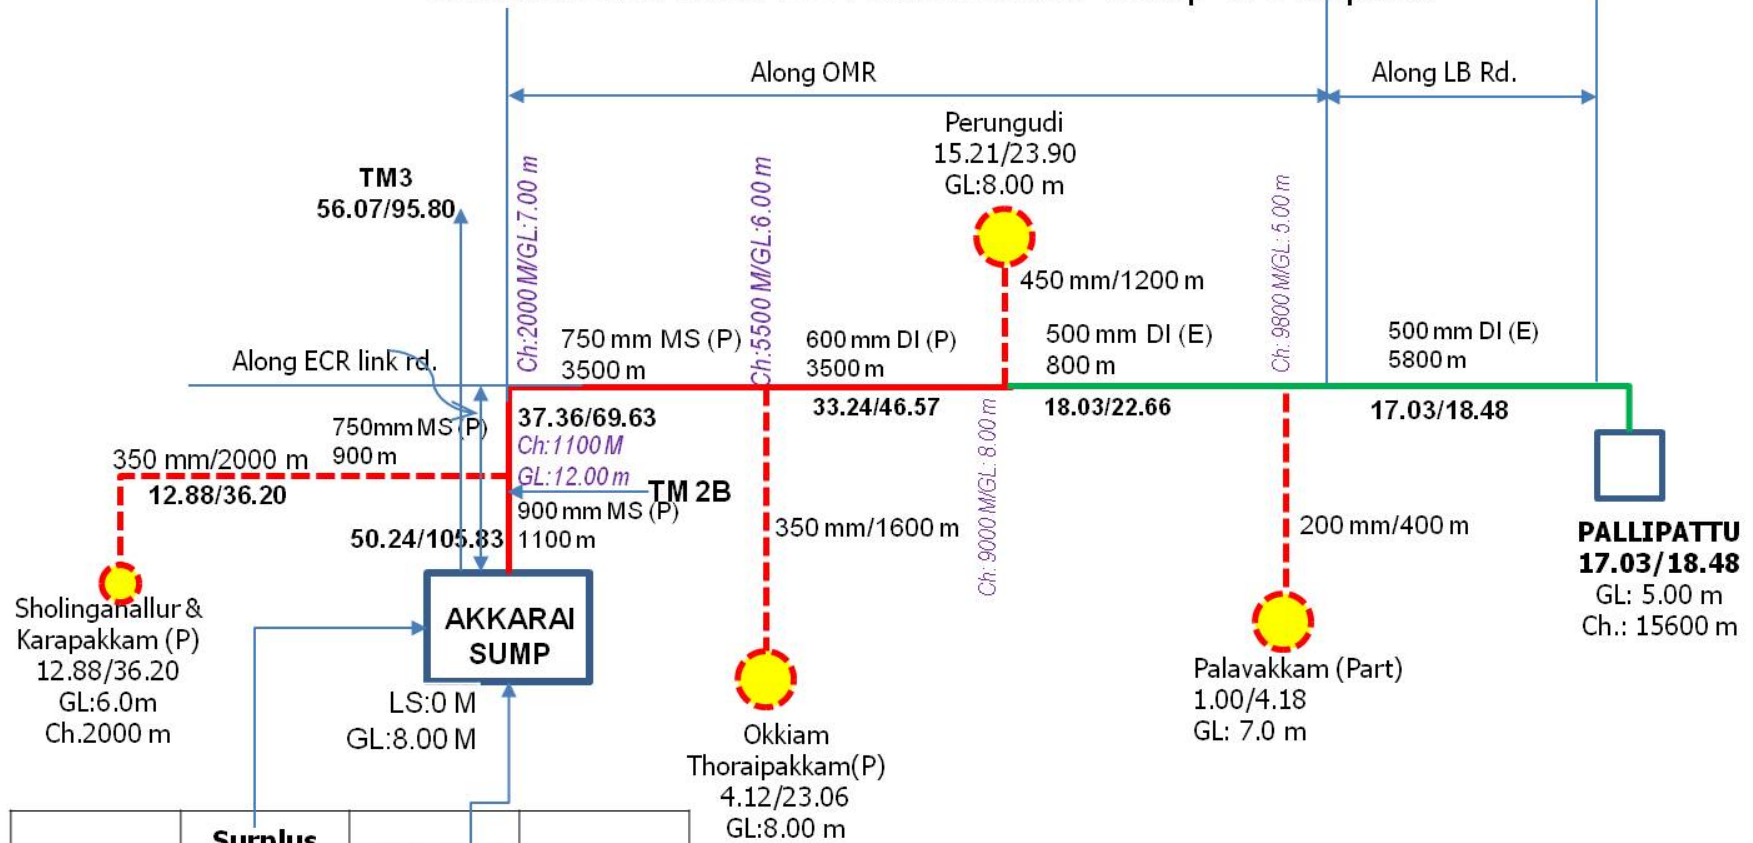 Along OMR
Along LB Rd.
Perungudi
15.21/23.90
GL:8.00 m
TM3
56.07/95.80
Ch:2000 M/GL:7.00 m
Ch:5500 M/GL:6.00 m
Ch: 9800 M/GL: 5.00 m
450 mm/1200 m
750 mm MS (P)
3500 m
600 mm DI (P)
3500 m
500 mm DI (E)
800 m
500 mm DI (E)
5800 m
Along ECR link rd.
37.36/69.63
33.24/46.57
18.03/22.66
17.03/18.48
Ch:1100 M
GL:12.00 m
750mm MS (P)
900 m
350 mm/2000 m
12.88/36.20
TM 2B
900 mm MS (P)
1100 m
50.24/105.83
350 mm/1600 m
Ch: 9000 M/GL: 8.00 m
200 mm/400 m
PALLIPATTU
17.03/18.48
GL: 5.00 m
Ch.: 15600 m
Sholinganallur &
Karapakkam (P)
12.88/36.20
GL:6.0m
Ch.2000 m
AKKARAI
SUMP
LS:0 M
GL:8.00 M
Okkiam
Thoraipakkam(P)
4.12/23.06
GL:8.00 m
Palavakkam (Part)
1.00/4.18
GL: 7.0 m
Surplus